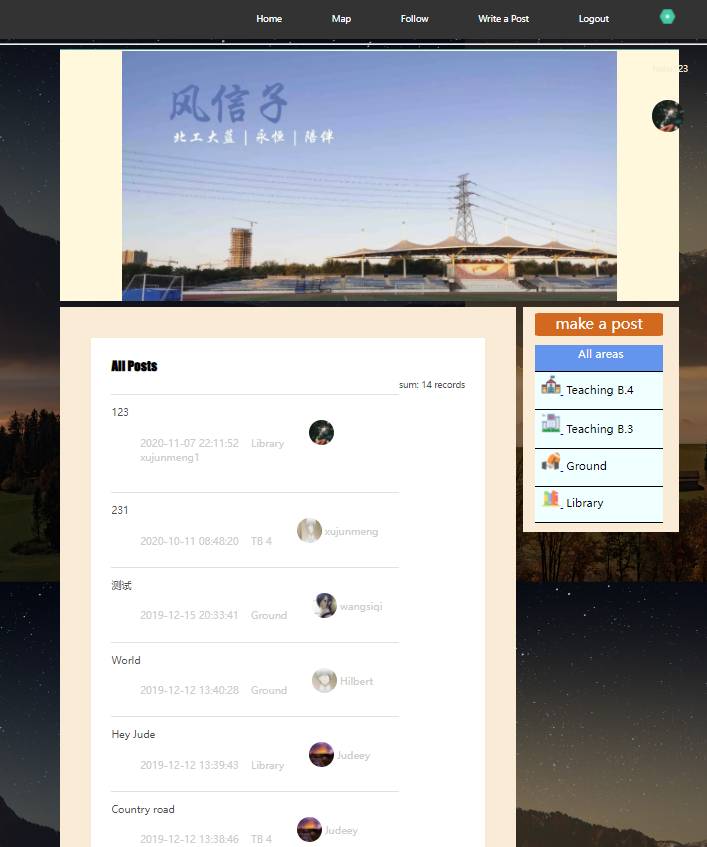 Home Map Follow Write a Post Logout
风信子
北工大蓝 | 永恒 | 陪伴
make a post
All areas
Teaching B.4
Teaching B.3
Ground
Library
All Posts
sum: 14 records
123
2020-11-07 22:11:52 Library
xujunmeng1
231
2020-10-11 08:48:20 TB 4 xujunmeng
测试
2019-12-15 20:33:41 Ground wangsiqi
World
2019-12-12 13:40:28 Ground Hilbert
Hey Jude
2019-12-12 13:39:43 Library Judeey
Country road
2019-12-12 13:38:46 TB 4 Judeey